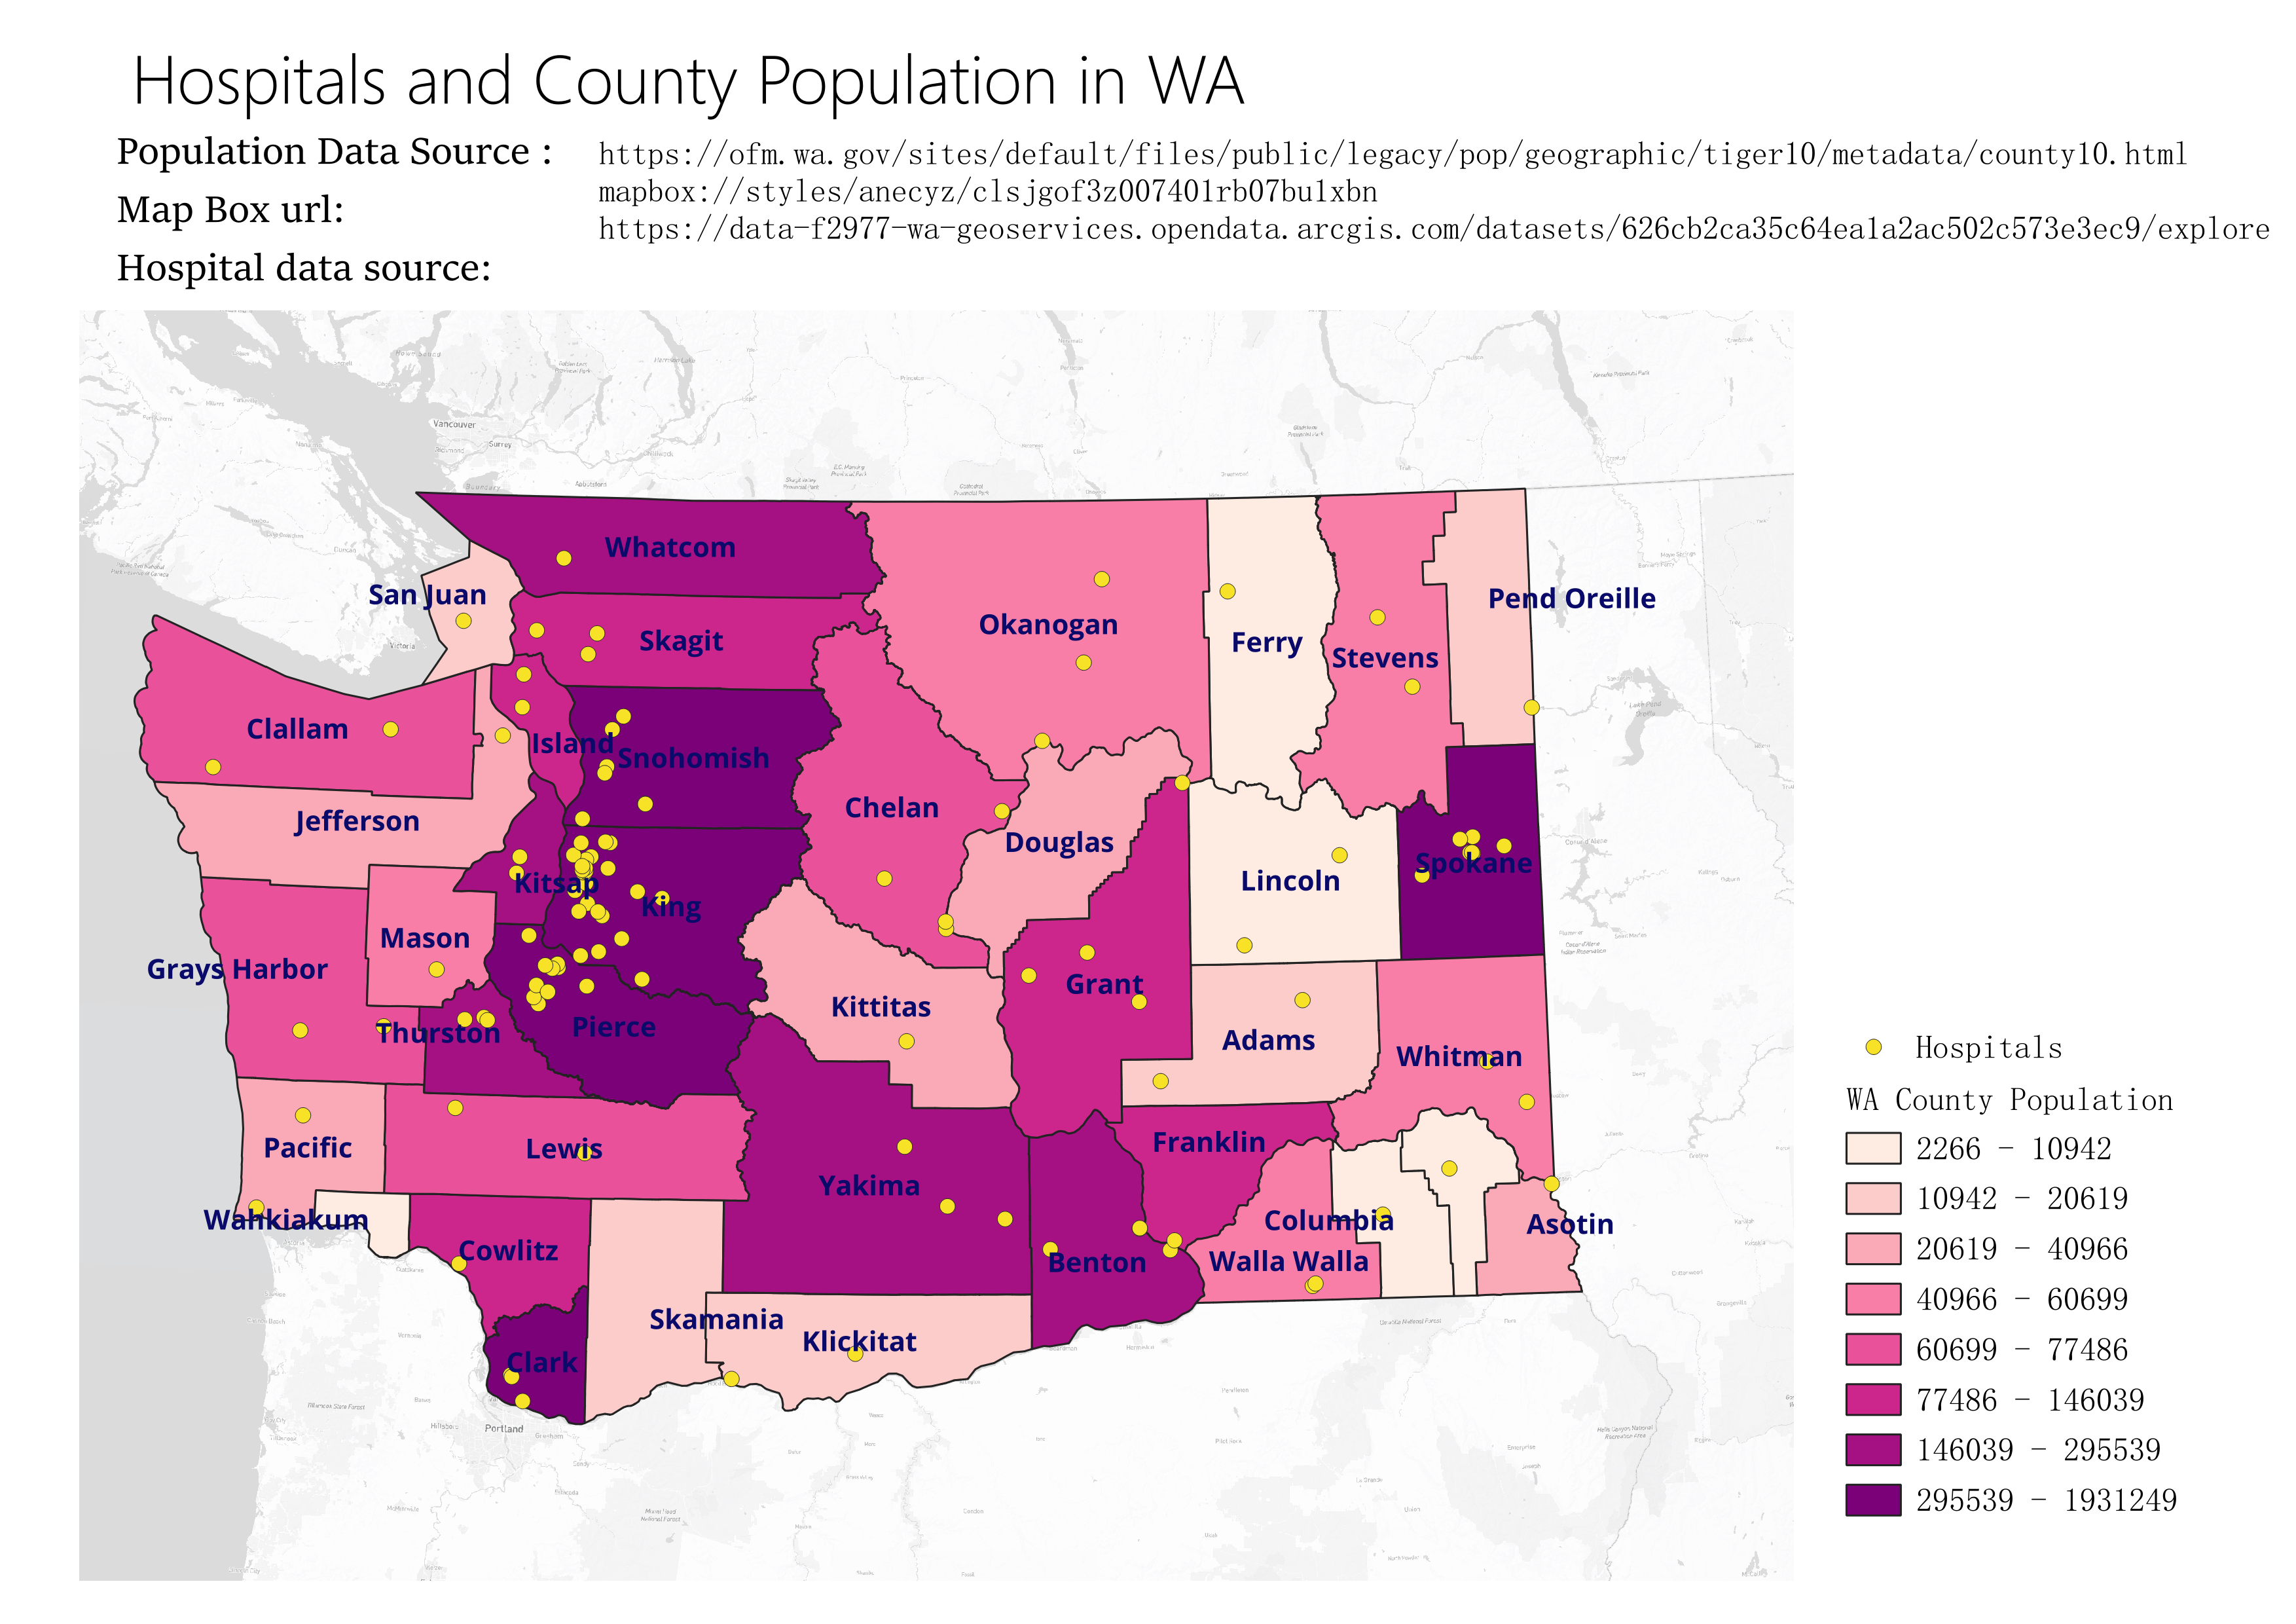 Hospitals and County Population in WA
Population Data Source :
https://ofm.wa.gov/sites/default/files/public/legacy/pop/geographic/tiger10/metadata/county10.html
Map Box url:
mapbox://styles/anecyz/clsjgof3z007401rb07bu1xbn
Hospital data source:
https://data-f2977-wa-geoservices.opendata.arcgis.com/datasets/626cb2ca35c64ea1a2ac502c573e3ec9/explore
Vancouver
Surrey
Abbotsford
Victoria
Whatcom
San Juan
Skagit
Okanogan
Ferry
Stevens
Pend Oreille
Clallam
Island
Snohomish
Chelan
Douglas
Jefferson
Kitsap
King
Lincoln
Spokane
Mason
Grays Harbor
Grant
Kittitas
Thurston
Pierce
Adams
Whitman
Pacific
Lewis
Yakima
Franklin
Wahkiakum
Cowlitz
Benton
Columbia
Walla Walla
Asotin
Skamania
Klickitat
Clark
Hillsboro
Portland
Gresham
Hospitals
WA County Population
2266 - 10942
10942 - 20619
20619 - 40966
40966 - 60699
60699 - 77486
77486 - 146039
146039 - 295539
295539 - 1931249